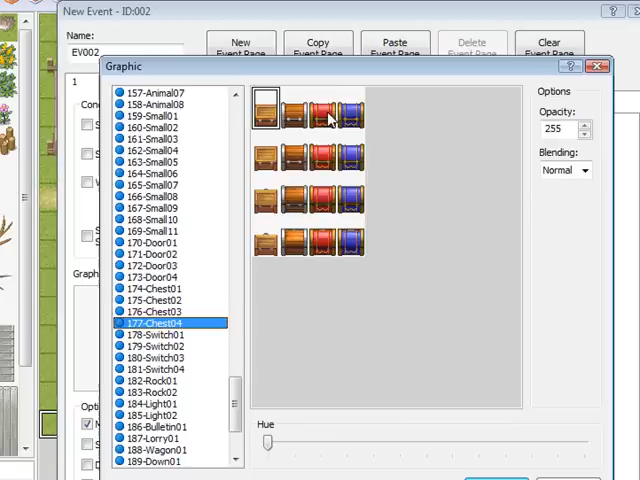 New Event - ID:002
Name:
EV002
New
Event Page
Copy
Event Page
Paste
Event Page
Delete
Event Page
Clear
Event Page
1
Graphic
157-Animal07
158-Animal08
159-Small01
160-Small02
161-Small03
162-Small04
163-Small05
164-Small06
165-Small07
166-Small08
167-Small09
168-Small10
169-Small11
170-Door01
171-Door02
172-Door03
173-Door04
174-Chest01
175-Chest02
176-Chest03
177-Chest04
178-Switch01
179-Switch02
180-Switch03
181-Switch04
182-Rock01
183-Rock02
184-Light01
185-Light02
186-Bulletin01
187-Lorry01
188-Wagon01
189-Down01
Options
Opacity:
255
Blending:
Normal
Hue